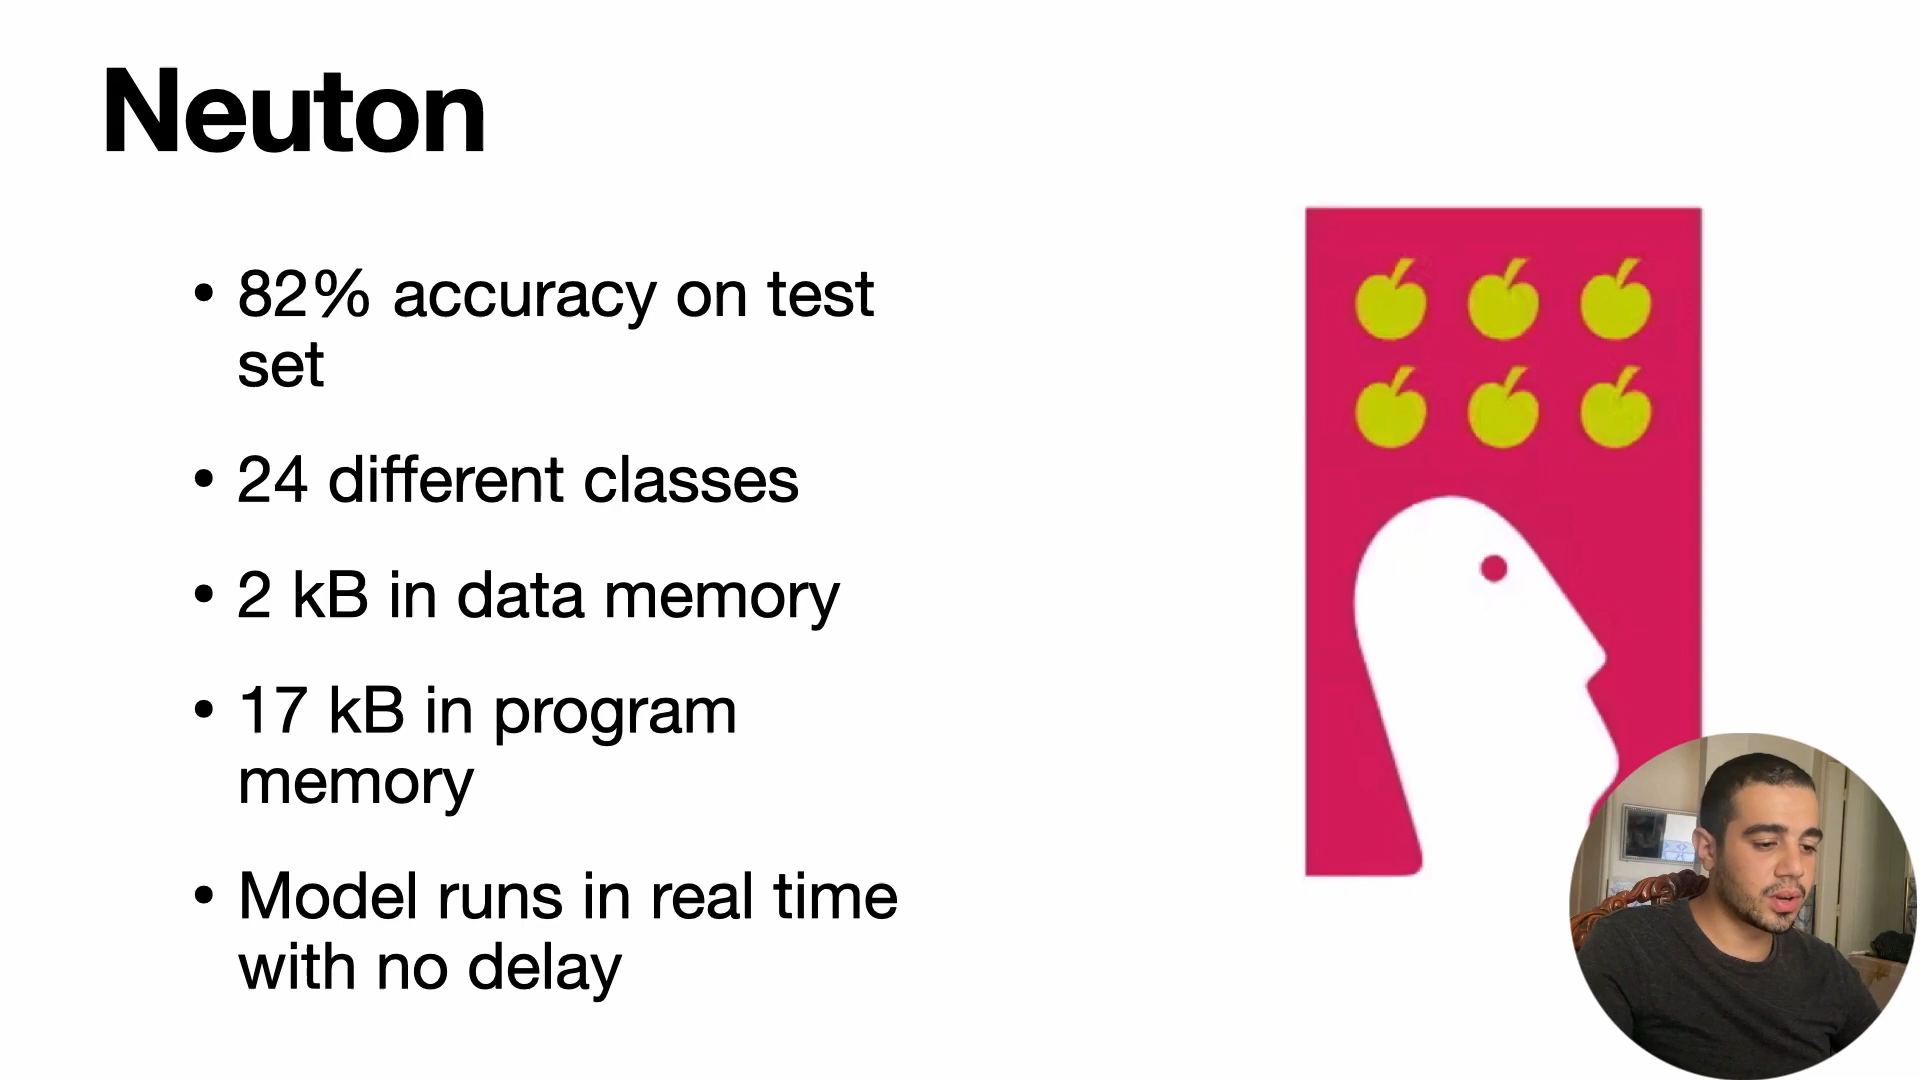 Neuton
• 82% accuracy on test
set
• 24 different classes
• 2 kB in data memory
• 17 kB in program
memory
• Model runs in real time
with no delay